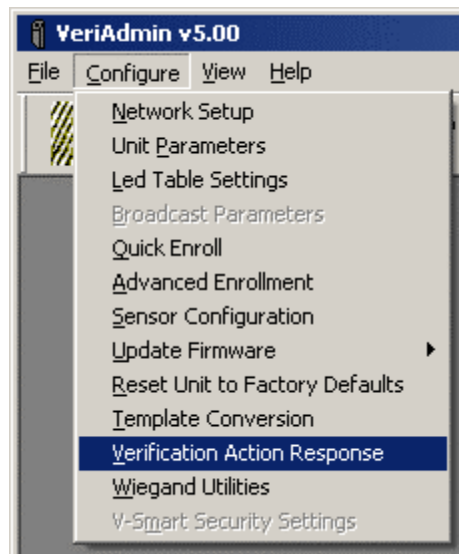 VeriAdmin v5.00
File Configure View Help
Network Setup
Unit Parameters
Led Table Settings
Broadcast Parameters
Quick Enroll
Advanced Enrollment
Sensor Configuration
Update Firmware
Reset Unit to Factory Defaults
Template Conversion
Verification Action Response
Wiegand Utilities
V-Smart Security Settings